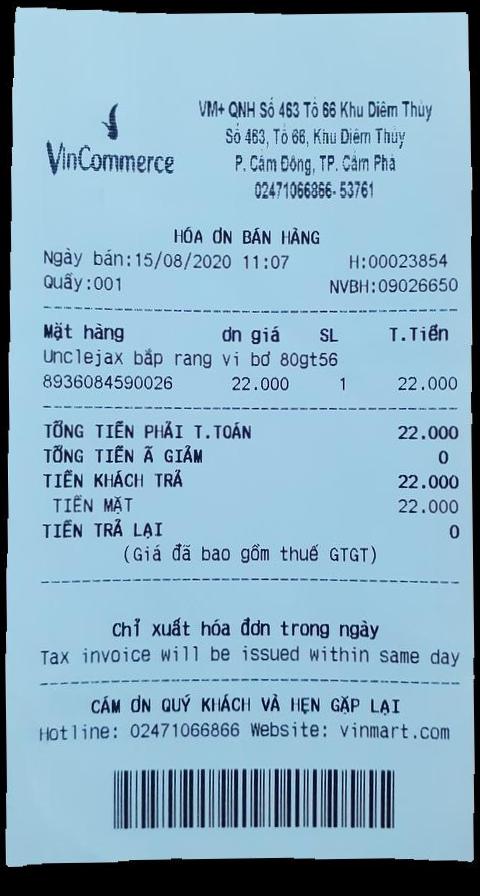 VinCommerce
VM+ QNH Số 463 Tổ 66 Khu Diêm Thủy
Số 463, Tổ 66, Khu Diêm Thủy
P. Cẩm Đông, TP. Cẩm Phả
02471066866-53761
HÓA ƠN BÁN HÀNG
Ngày bán:15/08/2020 11:07 H:00023854
Quầy:001 NVBH:09026650
Mặt hàng ơn giá SL T.Tiền
Unclejax bắp rang vị bơ 80gt56
8936084590026 22.000 1 22.000
TỔNG TIỀN PHẢI T.TOÁN 22.000
TỔNG TIỀN Ã GIẢM 0
TIỀN KHÁCH TRẢ 22.000
TIỀN MẶT 22.000
TIỀN TRẢ LẠI 0
(Giá đã bao gồm thuế GTGT)
Chỉ xuất hóa đơn trong ngày
Tax invoice will be issued within same day
CẢM ƠN QUÝ KHÁCH VÀ HẸN GẶP LẠI
Hotline: 02471066866 Website: vinmart.com